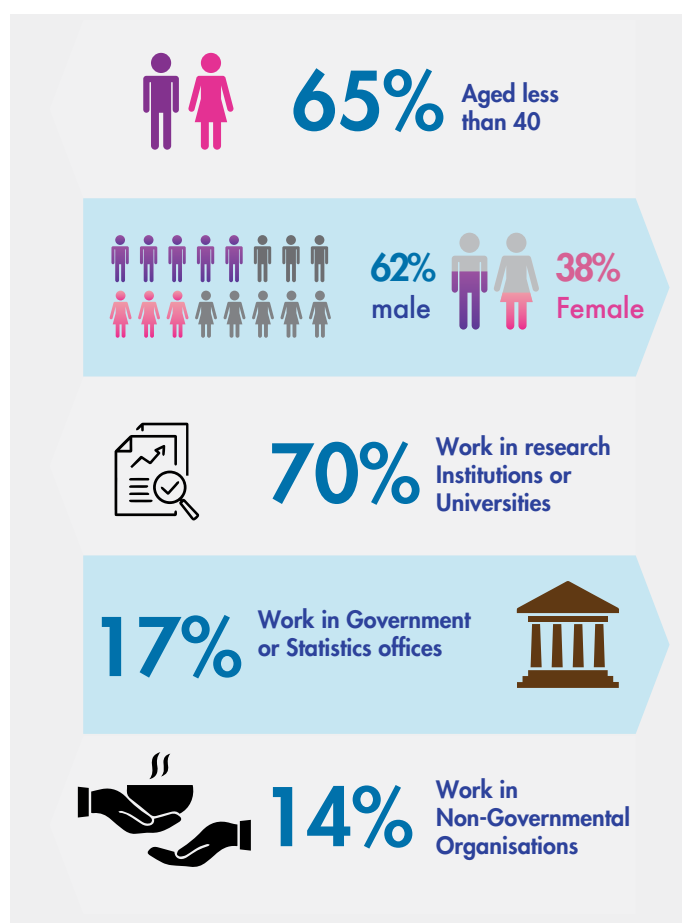 65%
Aged less
than 40
62%
male
38%
Female
70%
Work in research
Institutions or
Universities
17%
Work in Government
or Statistics offices
14%
Work in
Non-Governmental
Organisations